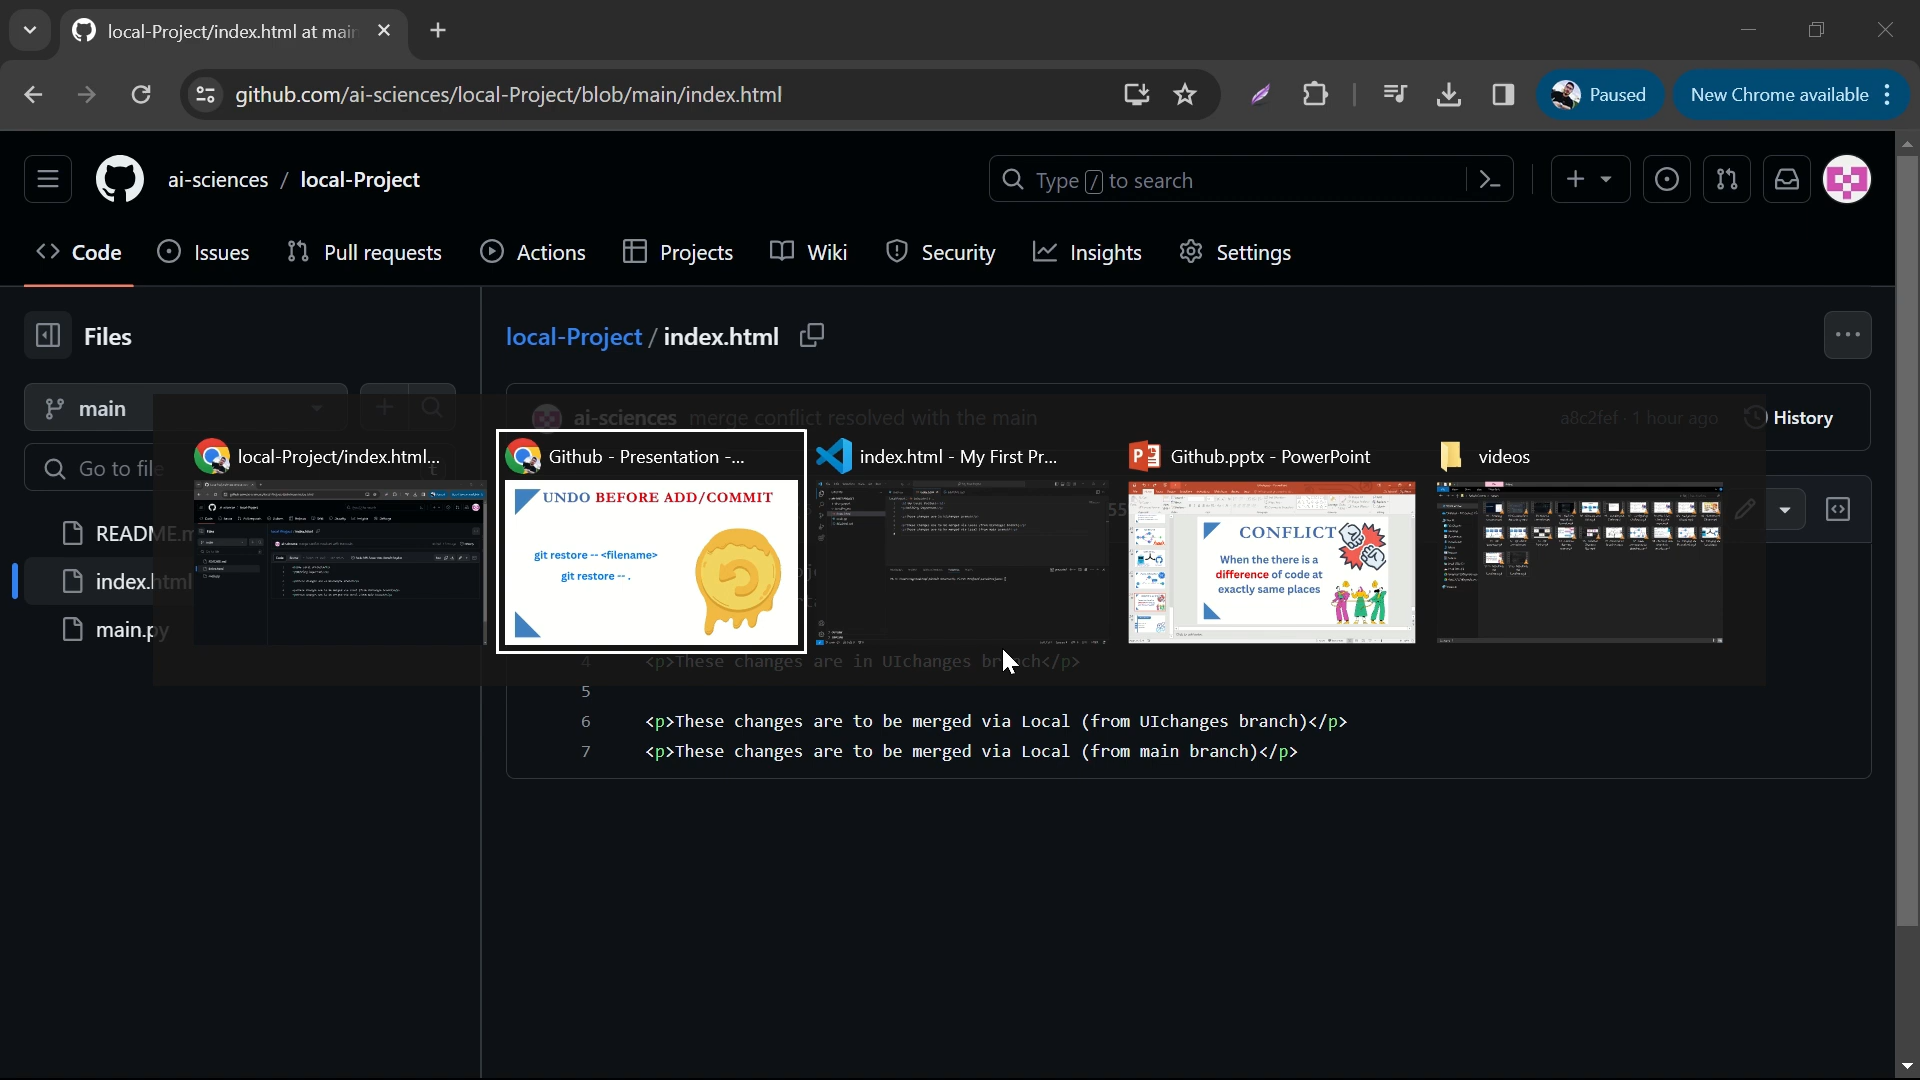 local-Project/index.html at mair
github.com/ai-sciences/local-Project/blob/main/index.html
Paused
New Chrome available
ai-sciences / local-Project
Type / to search
Code
Issues
Pull requests
Actions
Projects
Wiki
Security
Insights
Settings
Files
local-Project / index.html
main
ai-sciences merge conflict resolved with the main
a8c2fef · 1 hour ago
History
Go to file
t
local-Project/index.html...
Github - Presentation -...
index.html - My First Pr...
Github.pptx - PowerPoint
videos
UNDO BEFORE ADD/COMMIT
git restore -- <filename>
git restore -- .
CONFLICT
When the there is a
difference of code at
exactly same places
README.m
index.html
main.py
4 <p>These changes are in UIchanges branch</p>
5
6 <p>These changes are to be merged via Local (from UIchanges branch)</p>
7 <p>These changes are to be merged via Local (from main branch)</p>